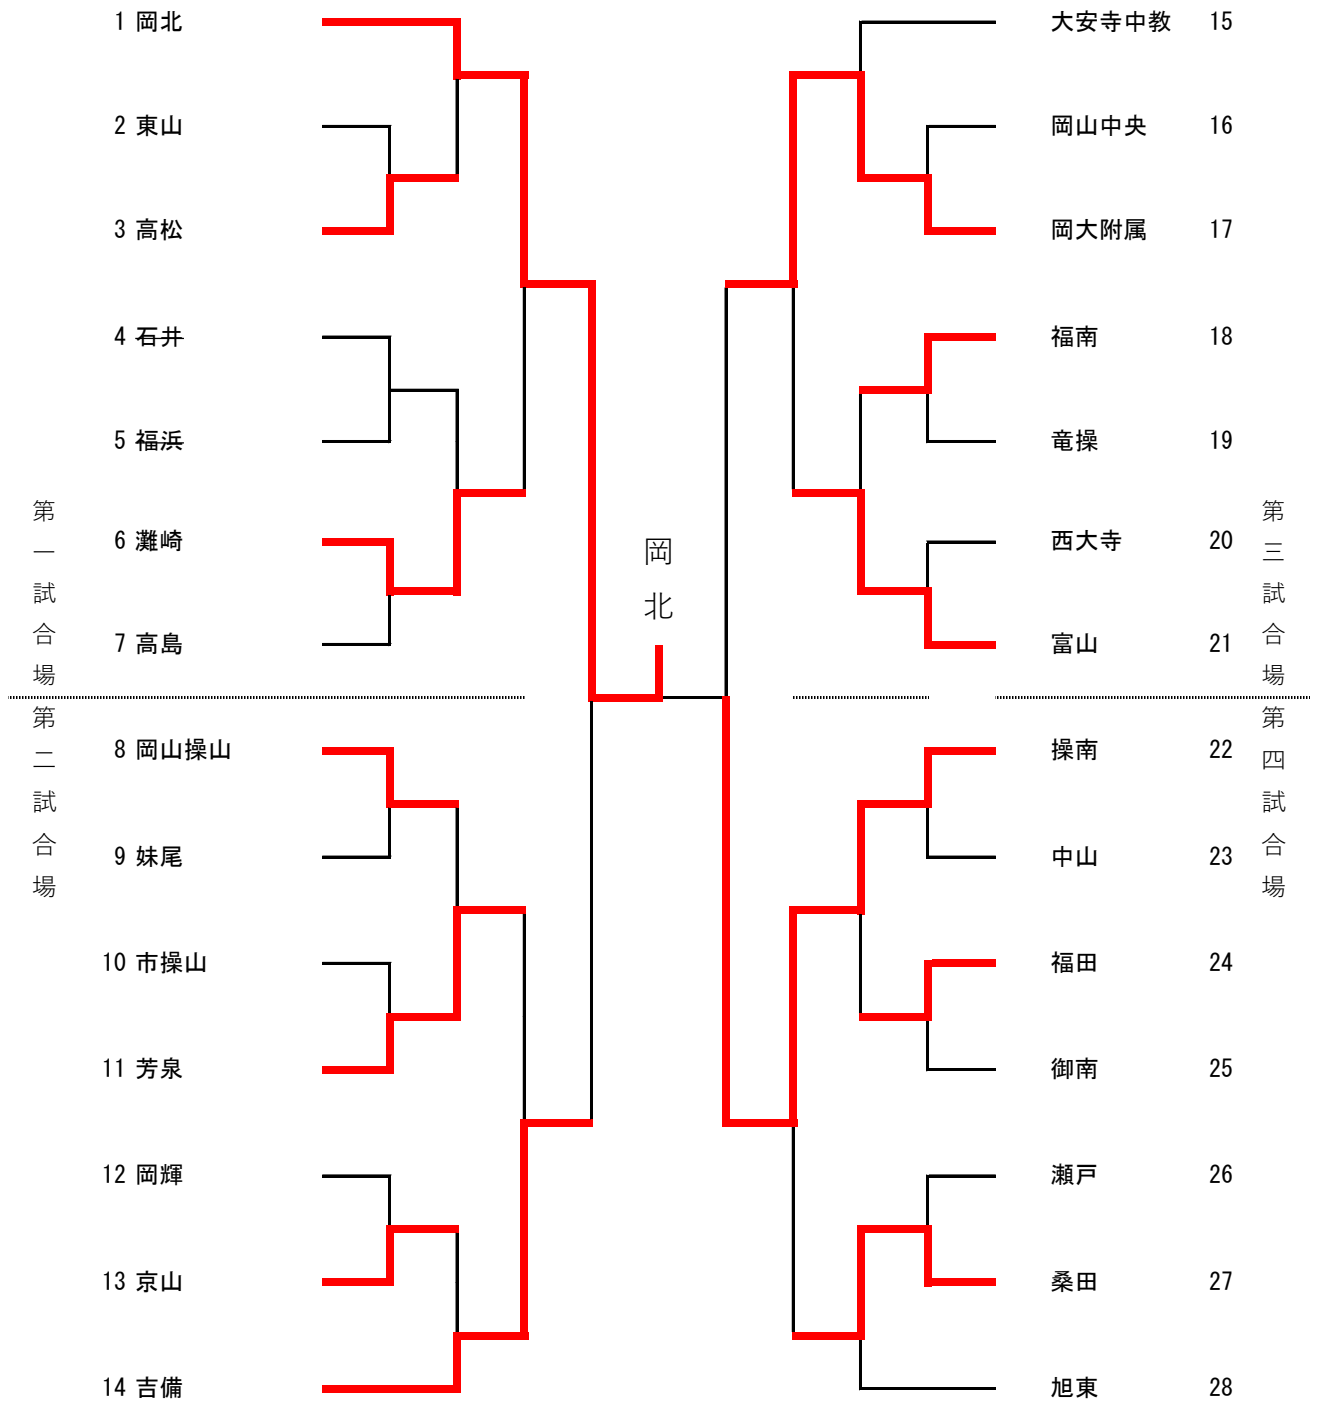 1 岡北
2 東山
3 高松
4 石井
5 福浜
6 灘崎
7 高島
8 岡山操山
9 妹尾
10 市操山
11 芳泉
12 岡輝
13 京山
14 吉備
第一試合場
第二試合場
岡北
大安寺中教 15
岡山中央 16
岡大附属 17
福南 18
竜操 19
西大寺 20
富山 21
操南 22
中山 23
福田 24
御南 25
瀬戸 26
桑田 27
旭東 28
第三試合場
第四試合場